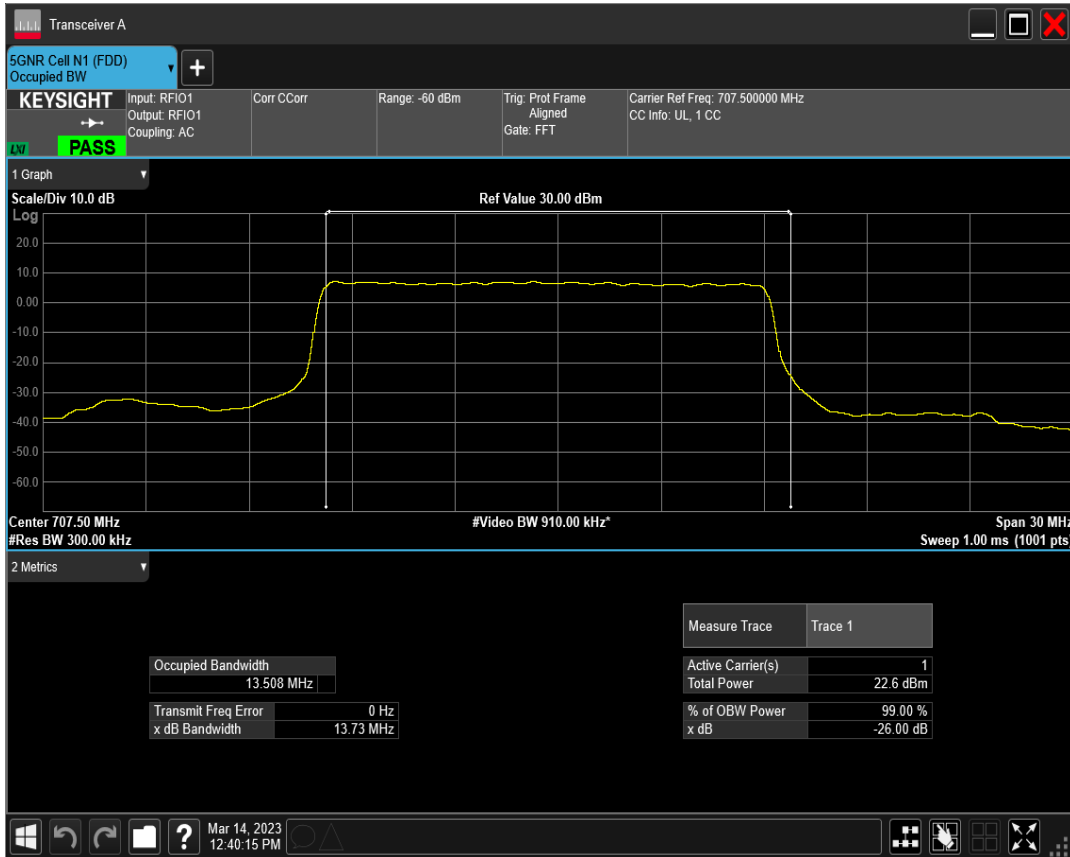 Transceiver A
5GNR Cell N1 (FDD)
Occupied BW
+
KEYSIGHT
LXI
PASS
Input: RFIO1
Output: RFIO1
Coupling: AC
Corr CCorr
Range: -60 dBm
Trig: Prot Frame
Aligned
Gate: FFT
Carrier Ref Freq: 707.500000 MHz
CC Info: UL, 1 CC
1 Graph
Scale/Div 10.0 dB
Ref Value 30.00 dBm
Log
20.0
10.0
0.00
-10.0
-20.0
-30.0
-40.0
-50.0
-60.0
Center 707.50 MHz
#Video BW 910.00 kHz*
Span 30 MHz
#Res BW 300.00 kHz
Sweep 1.00 ms (1001 pts)
2 Metrics
Measure Trace Trace 1
Occupied Bandwidth
13.508 MHz
Active Carrier(s) 1
Total Power 22.6 dBm
Transmit Freq Error 0 Hz
x dB Bandwidth 13.73 MHz
% of OBW Power 99.00 %
x dB -26.00 dB
?
Mar 14, 2023
12:40:15 PM